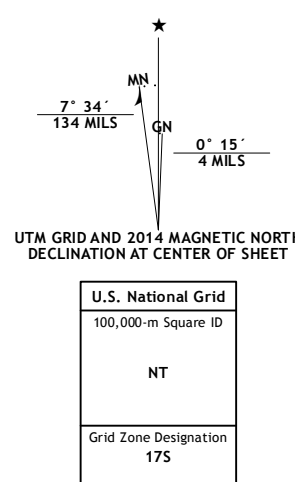 ★
MN
7° 34´
134 MILS
GN
0° 15´
4 MILS
UTM GRID AND 2014 MAGNETIC NORTH
DECLINATION AT CENTER OF SHEET
U.S. National Grid
100,000-m Square ID
NT
Grid Zone Designation
17S